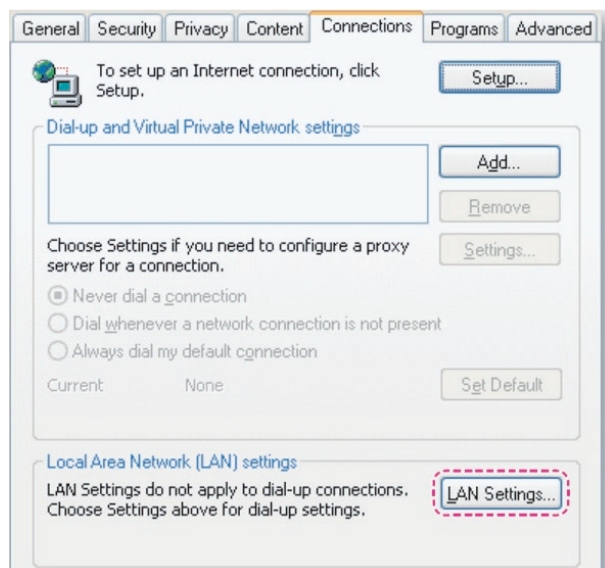 General Security Privacy Content Connections Programs Advanced
To set up an Internet connection, click
Setup.
Setup...
Dial-up and Virtual Private Network settings
Add...
Remove
Choose Settings if you need to configure a proxy
server for a connection.
Settings...
Never dial a connection
Dial whenever a network connection is not present
Always dial my default connection
Current None
Set Default
Local Area Network (LAN) settings
LAN Settings do not apply to dial-up connections.
Choose Settings above for dial-up settings.
LAN Settings...